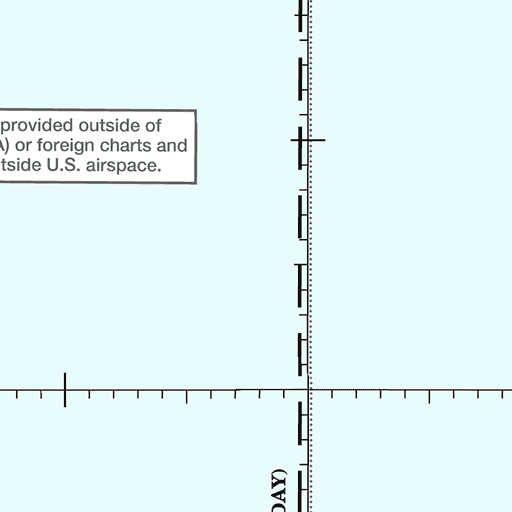 provided outside of
A) or foreign charts and
tside U.S. airspace.
DAY)